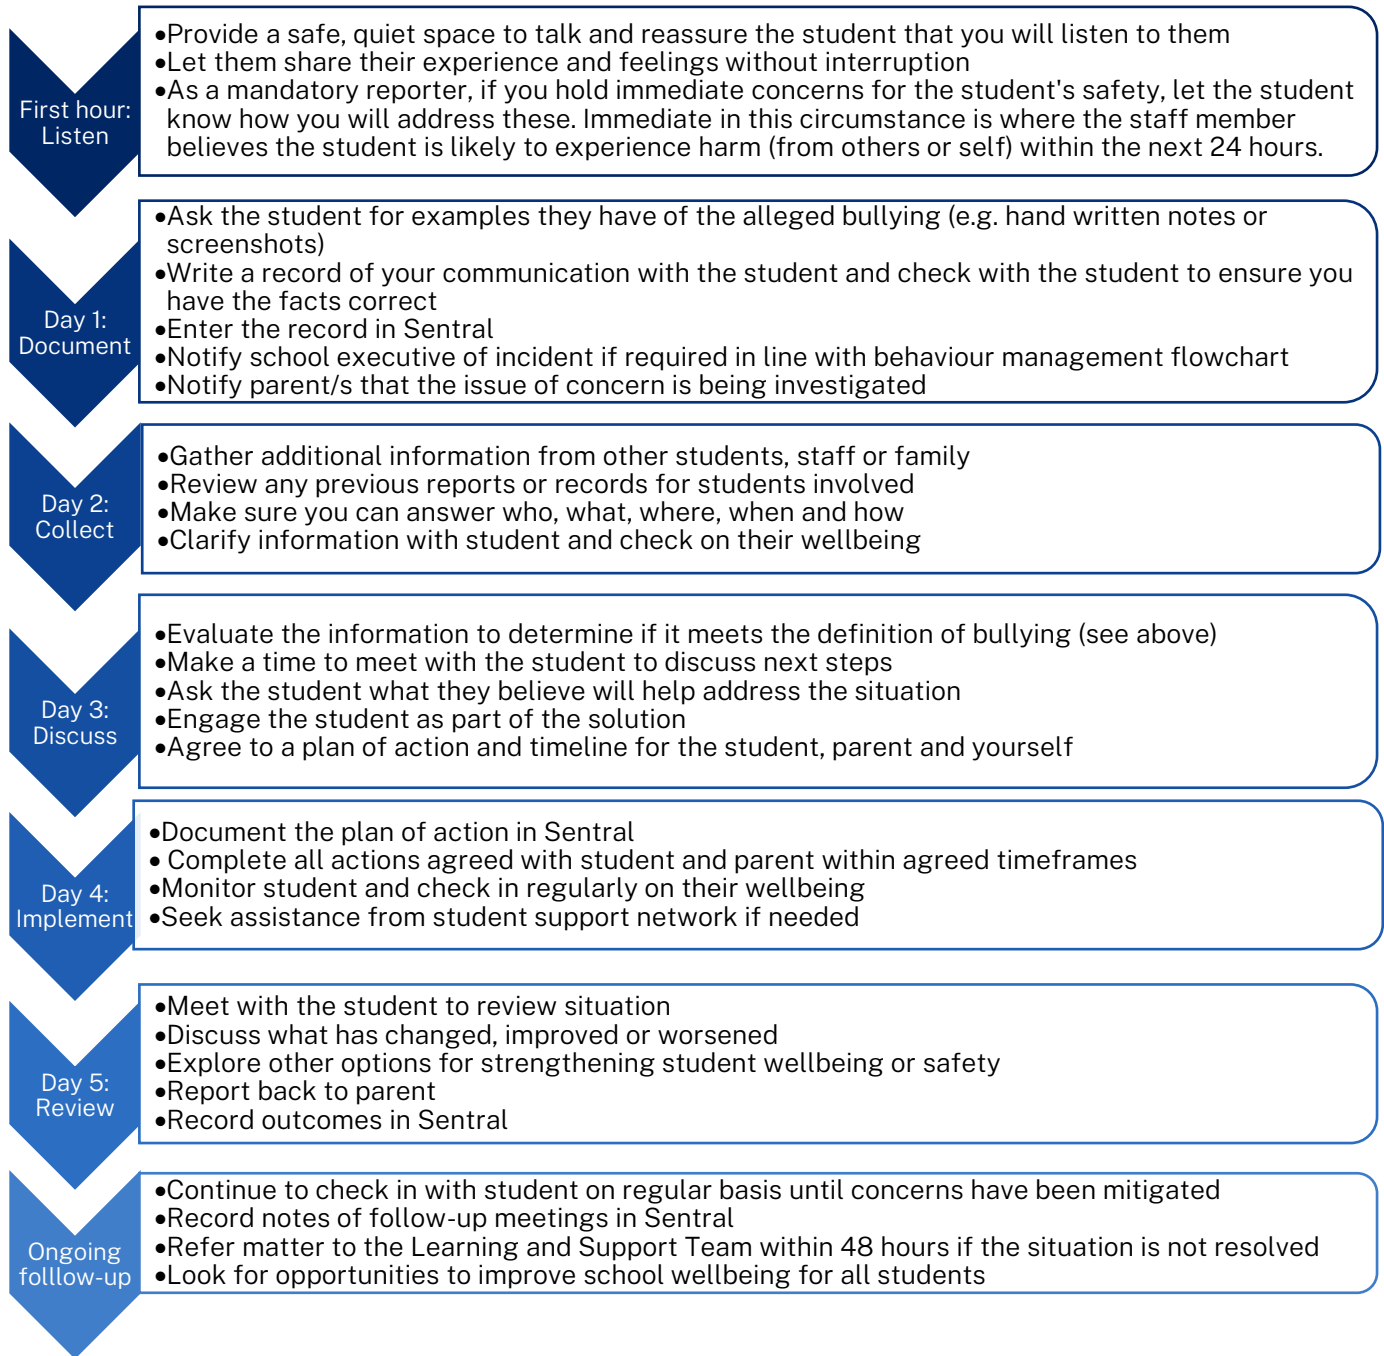 First hour:
Listen
•Provide a safe, quiet space to talk and reassure the student that you will listen to them
•Let them share their experience and feelings without interruption
•As a mandatory reporter, if you hold immediate concerns for the student's safety, let the student
know how you will address these. Immediate in this circumstance is where the staff member
believes the student is likely to experience harm (from others or self) within the next 24 hours.
Day 1:
Document
•Ask the student for examples they have of the alleged bullying (e.g. hand written notes or
screenshots)
•Write a record of your communication with the student and check with the student to ensure you
have the facts correct
•Enter the record in Sentral
•Notify school executive of incident if required in line with behaviour management flowchart
•Notify parent/s that the issue of concern is being investigated
Day 2:
Collect
•Gather additional information from other students, staff or family
•Review any previous reports or records for students involved
•Make sure you can answer who, what, where, when and how
•Clarify information with student and check on their wellbeing
Day 3:
Discuss
•Evaluate the information to determine if it meets the definition of bullying (see above)
•Make a time to meet with the student to discuss next steps
•Ask the student what they believe will help address the situation
•Engage the student as part of the solution
•Agree to a plan of action and timeline for the student, parent and yourself
Day 4:
Implement
•Document the plan of action in Sentral
• Complete all actions agreed with student and parent within agreed timeframes
•Monitor student and check in regularly on their wellbeing
•Seek assistance from student support network if needed
Day 5:
Review
•Meet with the student to review situation
•Discuss what has changed, improved or worsened
•Explore other options for strengthening student wellbeing or safety
•Report back to parent
•Record outcomes in Sentral
Ongoing
folllow-up
•Continue to check in with student on regular basis until concerns have been mitigated
•Record notes of follow-up meetings in Sentral
•Refer matter to the Learning and Support Team within 48 hours if the situation is not resolved
•Look for opportunities to improve school wellbeing for all students